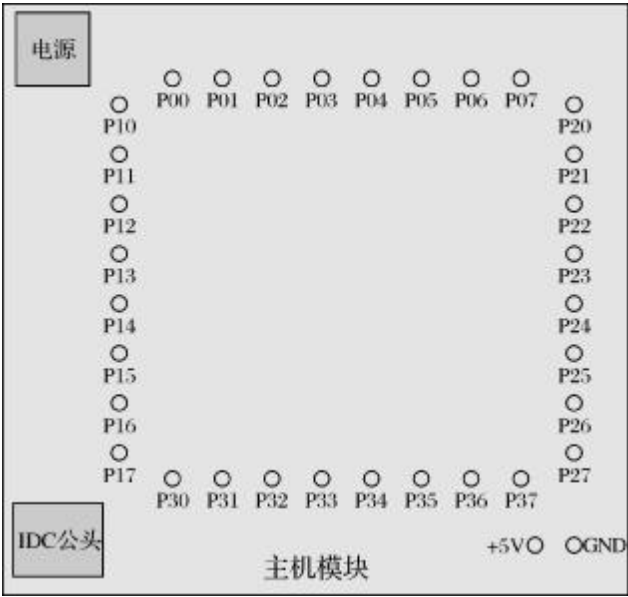 电源
P00 P01 P02 P03 P04 P05 P06 P07
P10 P20
P11 P21
P12 P22
P13 P23
P14 P24
P15 P25
P16 P26
P17 P27
P30 P31 P32 P33 P34 P35 P36 P37
IDC公头
+5V GND
主机模块